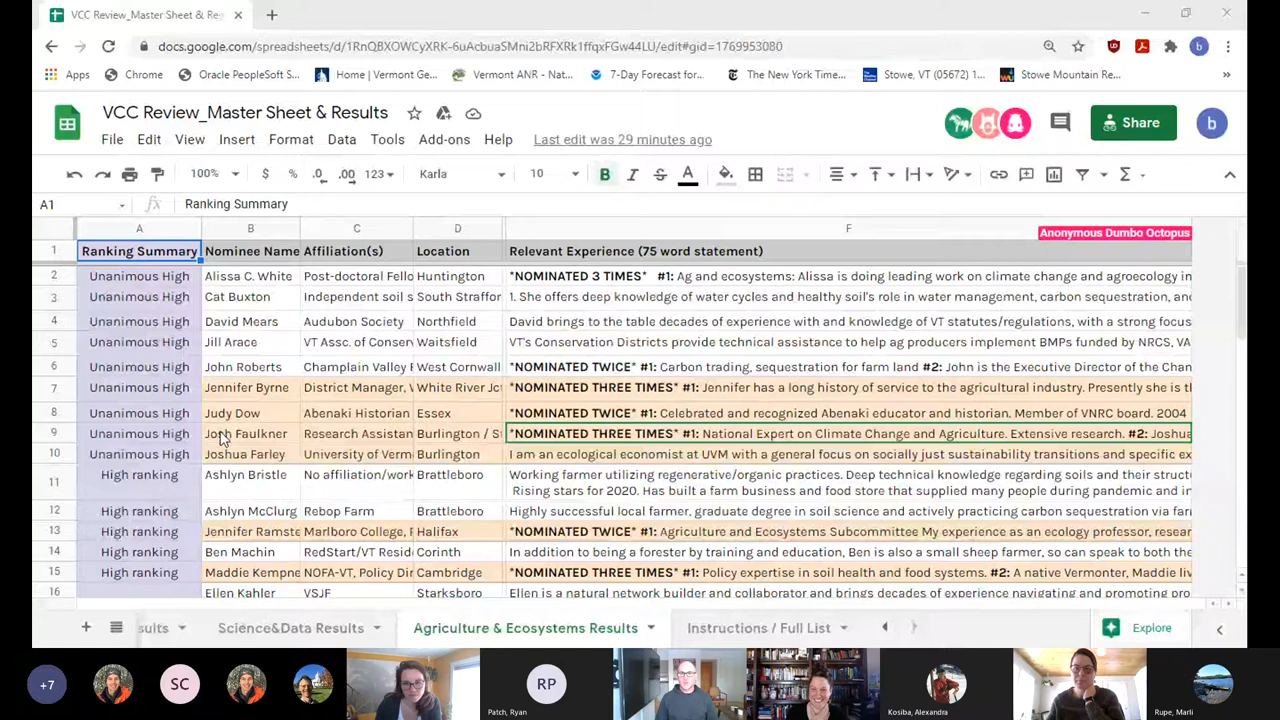 VCC Review_Master Sheet & Res
docs.google.com/spreadsheets/d/1RnQBXOWCyXRK-6uAcbuaSMni2bRFXRk1ffqxFGw44LU/edit#gid=1769953080
Apps Chrome Oracle PeopleSoft S... Home | Vermont Ge... Vermont ANR - Nat... 7-Day Forecast for... The New York Time... Stowe, VT (05672) 1... Stowe Mountain Re...
VCC Review_Master Sheet & Results
Share b
File Edit View Insert Format Data Tools Add-ons Help Last edit was 29 minutes ago
100% $ % .0 .00 123 Karla 10 B I S A
A1 fx Ranking Summary
A B C D F
Anonymous Dumbo Octopus
1 Ranking Summary Nominee Name Affiliation(s) Location Relevant Experience (75 word statement)
2 Unanimous High Alissa C. White Post-doctoral Fello Huntington *NOMINATED 3 TIMES* #1: Ag and ecosystems: Alissa is doing leading work on climate change and agroecology in
3 Unanimous High Cat Buxton Independent soil s South Straffor 1. She offers deep knowledge of water cycles and healthy soil's role in water management, carbon sequestration, and
4 Unanimous High David Mears Audubon Society Northfield David brings to the table decades of experience with and knowledge of VT statutes/regulations, with a strong focus
5 Unanimous High Jill Arace VT Assc. of Conser Waitsfield VT's Conservation Districts provide technical assistance to help ag producers implement BMPs funded by NRCS, VA
6 Unanimous High John Roberts Champlain Valley F West Cornwall *NOMINATED TWICE* #1: Carbon trading, sequestration for farm land #2: John is the Executive Director of the Char
7 Unanimous High Jennifer Byrne District Manager, White River Jct *NOMINATED THREE TIMES* #1: Jennifer has a long history of service to the agricultural industry. Presently she is th
8 Unanimous High Judy Dow Abenaki Historian Essex *NOMINATED TWICE* #1: Celebrated and recognized Abenaki educator and historian. Member of VNRC board. 2004
9 Unanimous High Josh Faulkner Research Assistan Burlington / S *NOMINATED THREE TIMES* #1: National Expert on Climate Change and Agriculture. Extensive research. #2: Joshua
10 Unanimous High Joshua Farley University of Verm Burlington I am an ecological economist at UVM with a general focus on socially just sustainability transitions and specific ex
11 High ranking Ashlyn Bristle No affiliation/work Brattleboro Working farmer utilizing regenerative/organic practices. Deep technical knowledge regarding soils and their struct
Rising stars for 2020. Has built a farm business and food store that supplied many people during pandemic and in
12 High ranking Ashlyn McClurg Rebop Farm Brattleboro Highly successful local farmer, graduate degree in soil science and actively practicing carbon sequestration via farr
13 High ranking Jennifer Ramste Marlboro College, F Halifax *NOMINATED TWICE* #1: Agriculture and Ecosystems Subcommittee My experience as an ecology professor, resear
14 High ranking Ben Machin RedStart/VT Resid Corinth In addition to being a forester by training and education, Ben is also a small sheep farmer, so can speak to both the
15 High ranking Maddie Kempne NOFA-VT, Policy Dir Cambridge *NOMINATED THREE TIMES* #1: Policy expertise in soil health and food systems. #2: A native Vermonter, Maddie liv
16 Ellen Kahler VSJF Starksboro Ellen is a natural network builder and collaborator and brings decades of experience navigating and promoting pro
sults Science&Data Results Agriculture & Ecosystems Results Instructions / Full List Explore
+7 SC RP
Patch, Ryan Kosiba, Alexandra Rupe, Marli